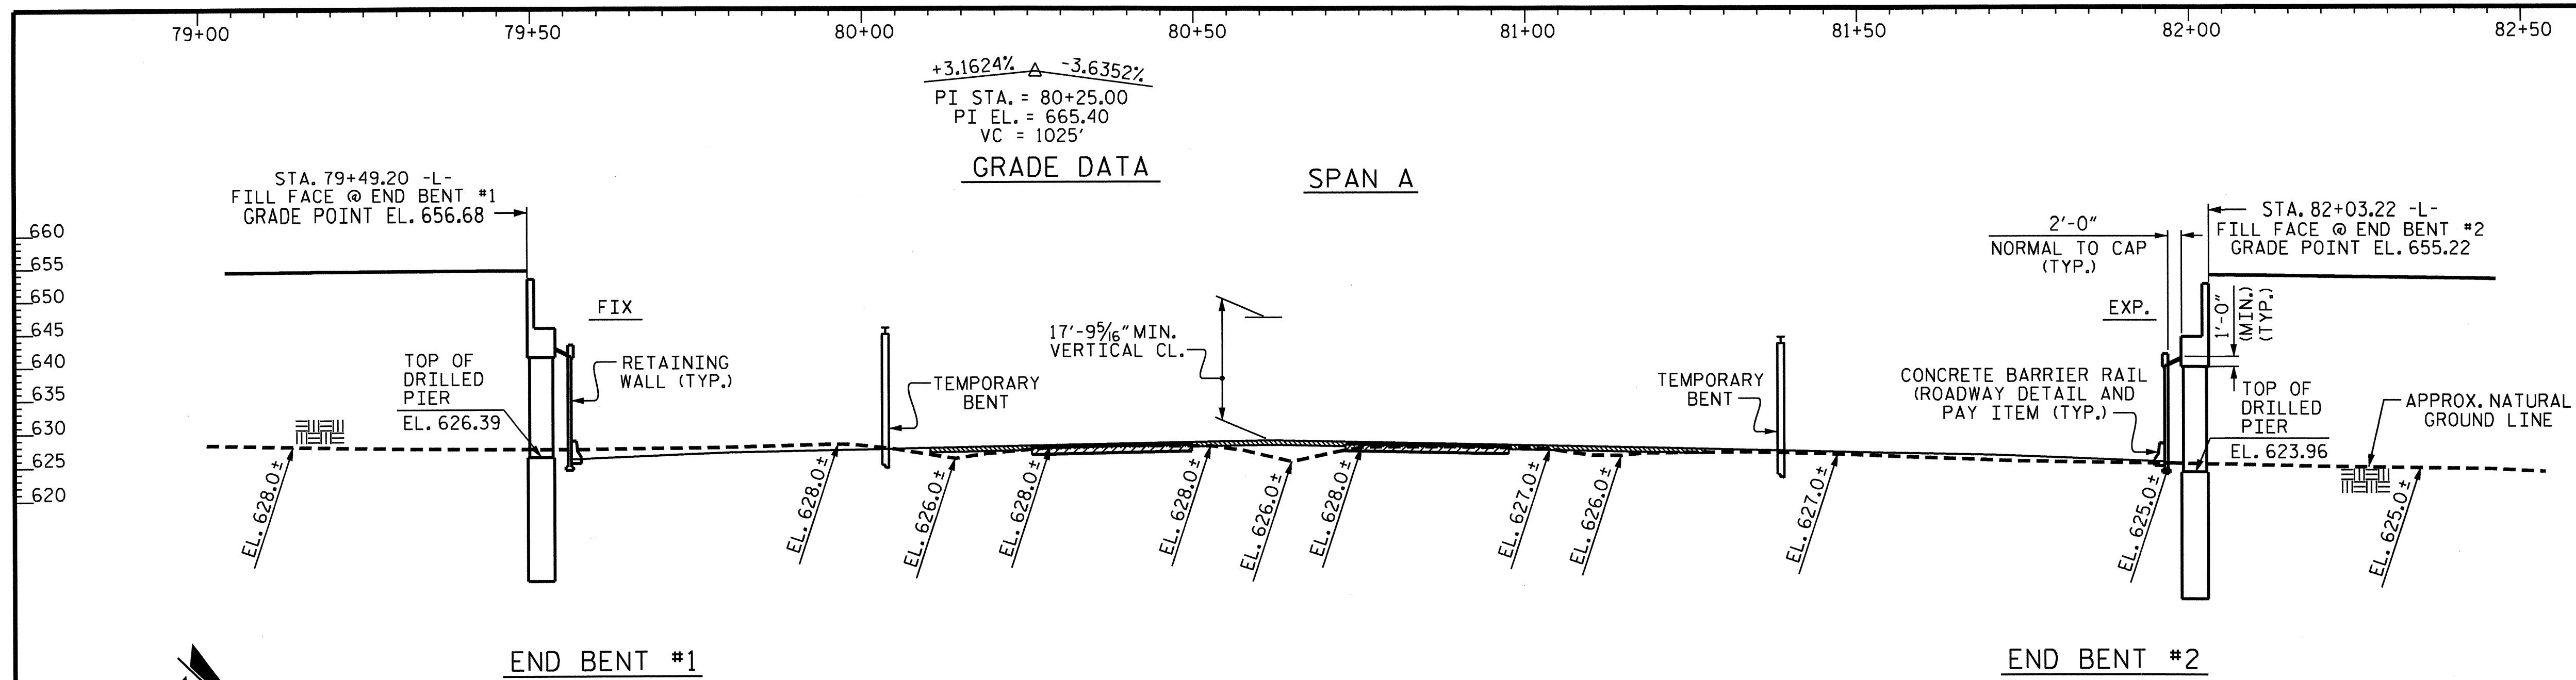 79+00 79+50 80+00 80+50 81+00 81+50 82+00 82+50
+3.1624% -3.6352%
PI STA. = 80+25.00
PI EL. = 665.40
VC = 1025'
GRADE DATA
SPAN A
STA. 79+49.20 -L-
FILL FACE @ END BENT #1
GRADE POINT EL. 656.68
STA. 82+03.22 -L-
FILL FACE @ END BENT #2
GRADE POINT EL. 655.22
2'-0"
NORMAL TO CAP
(TYP.)
660
655
650
645
640
635
630
625
620
FIX
EXP.
1'-0"
(MIN.)
(TYP.)
17'-9 5/16" MIN.
VERTICAL CL.
TOP OF
DRILLED
PIER
EL. 626.39
RETAINING
WALL (TYP.)
TEMPORARY
BENT
TEMPORARY
BENT
CONCRETE BARRIER RAIL
(ROADWAY DETAIL AND
PAY ITEM (TYP.)
TOP OF
DRILLED
PIER
EL. 623.96
APPROX. NATURAL
GROUND LINE
EL. 628.0±
EL. 628.0±
EL. 626.0±
EL. 628.0±
EL. 628.0±
EL. 626.0±
EL. 628.0±
EL. 627.0±
EL. 626.0±
EL. 627.0±
EL. 625.0±
EL. 625.0±
END BENT #1
END BENT #2